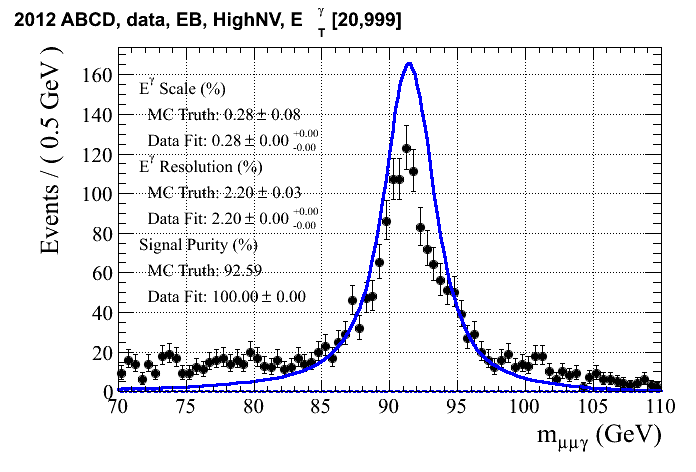 2012 ABCD, data, EB, HighNV, E_T^γ [20,999]
Events / ( 0.5 GeV )
160
140
120
100
80
60
40
20
0
E^γ Scale (%)
MC Truth: 0.28 ± 0.08
Data Fit: 0.28 ± 0.00 +0.00 -0.00
E^γ Resolution (%)
MC Truth: 2.20 ± 0.03
Data Fit: 2.20 ± 0.00 +0.00 -0.00
Signal Purity (%)
MC Truth: 92.59
Data Fit: 100.00 ± 0.00
70 75 80 85 90 95 100 105 110
m_μμγ (GeV)